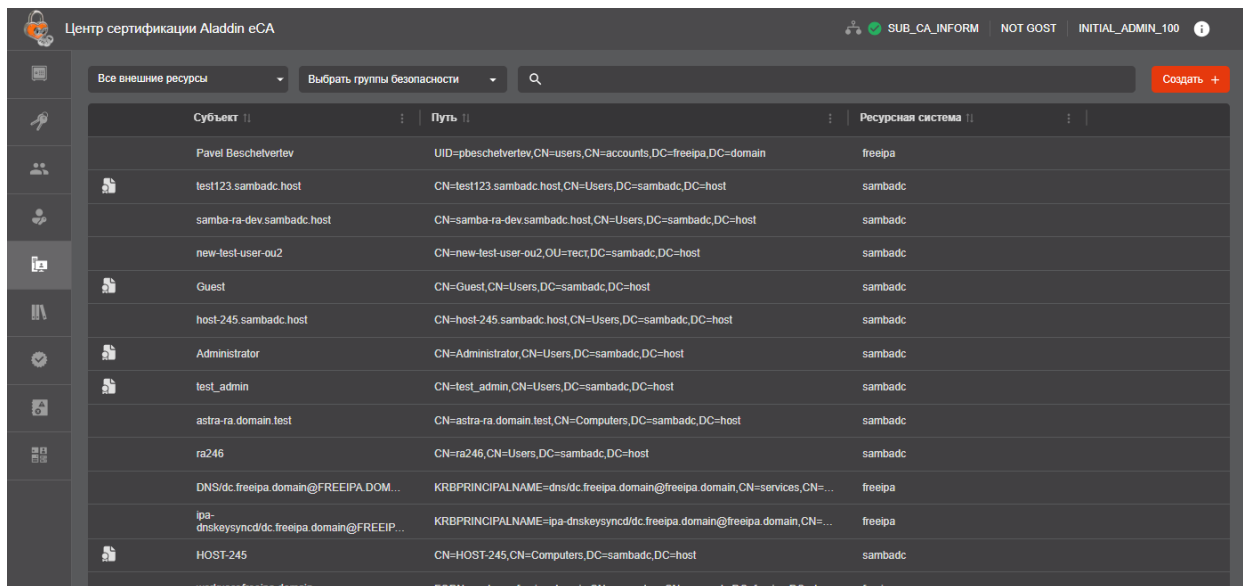 Центр сертификации Aladdin eCA
SUB_CA_INFORM
NOT GOST
INITIAL_ADMIN_100
Все внешние ресурсы
Выбрать группы безопасности
Создать +
Субъект
Путь
Ресурсная система
Pavel Beschetvertev UID=pbeschetvertev,CN=users,CN=accounts,DC=freeipa,DC=domain freeipa
test123.sambadc.host CN=test123.sambadc.host,CN=Users,DC=sambadc,DC=host sambadc
samba-ra-dev.sambadc.host CN=samba-ra-dev.sambadc.host,CN=Users,DC=sambadc,DC=host sambadc
new-test-user-ou2 CN=new-test-user-ou2,OU=тест,DC=sambadc,DC=host sambadc
Guest CN=Guest,CN=Users,DC=sambadc,DC=host sambadc
host-245.sambadc.host CN=host-245.sambadc.host,CN=Users,DC=sambadc,DC=host sambadc
Administrator CN=Administrator,CN=Users,DC=sambadc,DC=host sambadc
test_admin CN=test_admin,CN=Users,DC=sambadc,DC=host sambadc
astra-ra.domain.test CN=astra-ra.domain.test,CN=Computers,DC=sambadc,DC=host sambadc
ra246 CN=ra246,CN=Users,DC=sambadc,DC=host sambadc
DNS/dc.freeipa.domain@FREEIPA.DOM... KRBPRINCIPALNAME=dns/dc.freeipa.domain@freeipa.domain,CN=services,CN=... freeipa
ipa-
dnskeysyncd/dc.freeipa.domain@FREEIP... KRBPRINCIPALNAME=ipa-dnskeysyncd/dc.freeipa.domain@freeipa.domain,CN=... freeipa
HOST-245 CN=HOST-245,CN=Computers,DC=sambadc,DC=host sambadc